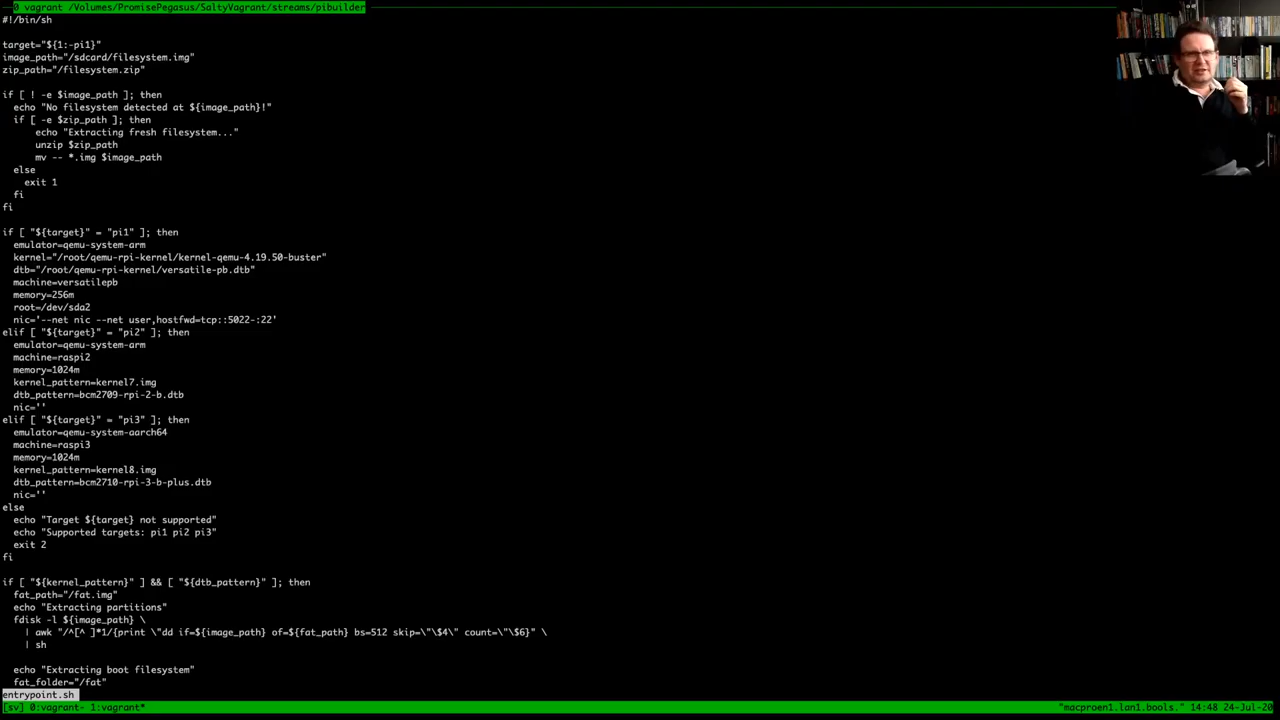 0 vagrant /Volumes/PromisePegasus/SaltyVagrant/streams/pibuilder
#!/bin/sh
target="${1:-pi1}"
image_path="/sdcard/filesystem.img"
zip_path="/filesystem.zip"
if [ ! -e $image_path ]; then
  echo "No filesystem detected at ${image_path}!"
  if [ -e $zip_path ]; then
      echo "Extracting fresh filesystem..."
      unzip $zip_path
      mv -- *.img $image_path
  else
    exit 1
  fi
fi
if [ "${target}" = "pi1" ]; then
  emulator=qemu-system-arm
  kernel="/root/qemu-rpi-kernel/kernel-qemu-4.19.50-buster"
  dtb="/root/qemu-rpi-kernel/versatile-pb.dtb"
  machine=versatilepb
  memory=256m
  root=/dev/sda2
  nic='--net nic --net user,hostfwd=tcp::5022-:22'
elif [ "${target}" = "pi2" ]; then
  emulator=qemu-system-arm
  machine=raspi2
  memory=1024m
  kernel_pattern=kernel7.img
  dtb_pattern=bcm2709-rpi-2-b.dtb
  nic=''
elif [ "${target}" = "pi3" ]; then
  emulator=qemu-system-aarch64
  machine=raspi3
  memory=1024m
  kernel_pattern=kernel8.img
  dtb_pattern=bcm2710-rpi-3-b-plus.dtb
  nic=''
else
  echo "Target ${target} not supported"
  echo "Supported targets: pi1 pi2 pi3"
  exit 2
fi
if [ "${kernel_pattern}" ] && [ "${dtb_pattern}" ]; then
  fat_path="/fat.img"
  echo "Extracting partitions"
  fdisk -l ${image_path} \
    | awk "/^[^ ]*1/{print \"dd if=${image_path} of=${fat_path} bs=512 skip=\"\$4\" count=\"\$6}" \
    | sh
  echo "Extracting boot filesystem"
  fat_folder="/fat"
entrypoint.sh
[sv] 0:vagrant- 1:vagrant* "macproen1.lan1.bools." 14:48 24-Jul-20